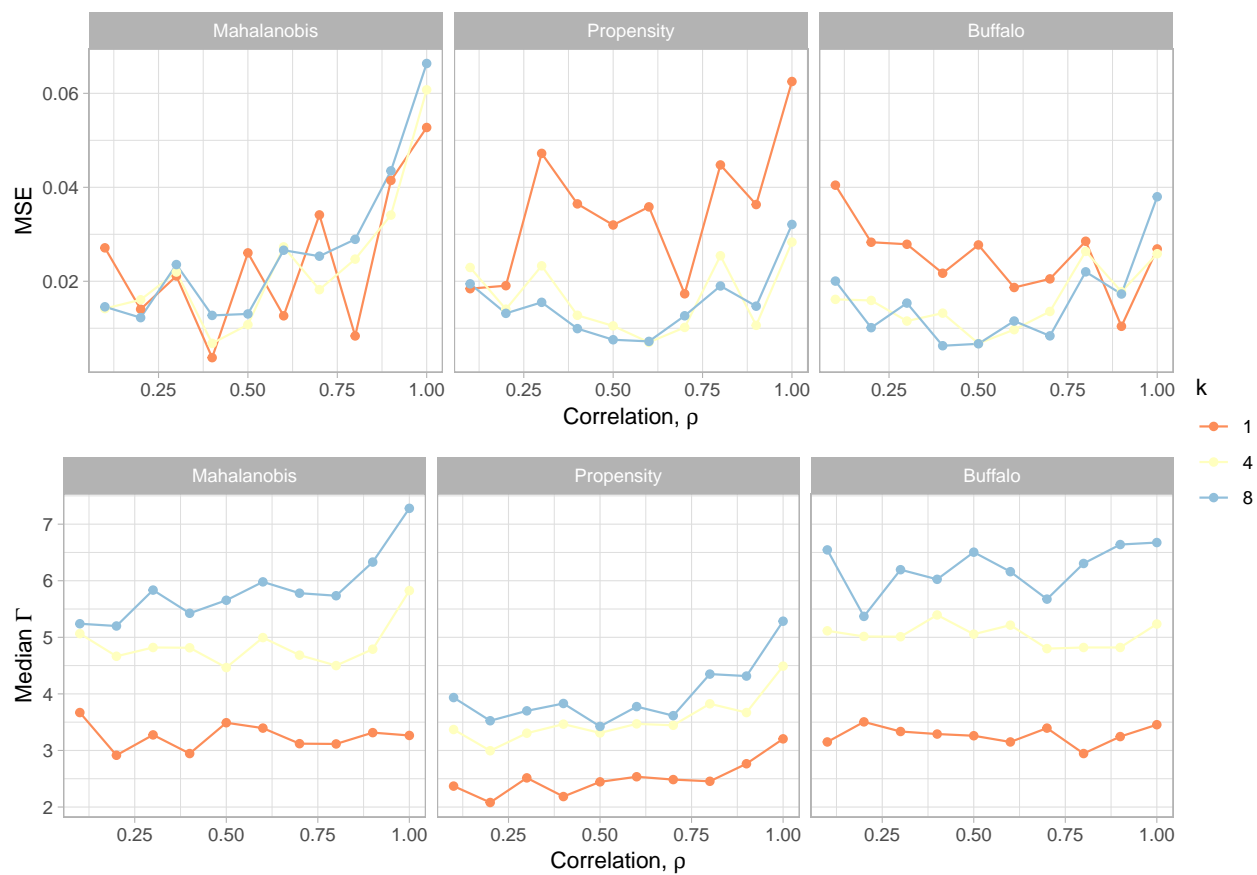 Mahalanobis Propensity Buffalo
0.06
0.04
0.02
MSE
0.25 0.50 0.75 1.00 0.25 0.50 0.75 1.00 0.25 0.50 0.75 1.00
Correlation, ρ
k
1
4
8
Mahalanobis Propensity Buffalo
7
6
5
4
3
2
Median Γ
0.25 0.50 0.75 1.00 0.25 0.50 0.75 1.00 0.25 0.50 0.75 1.00
Correlation, ρ